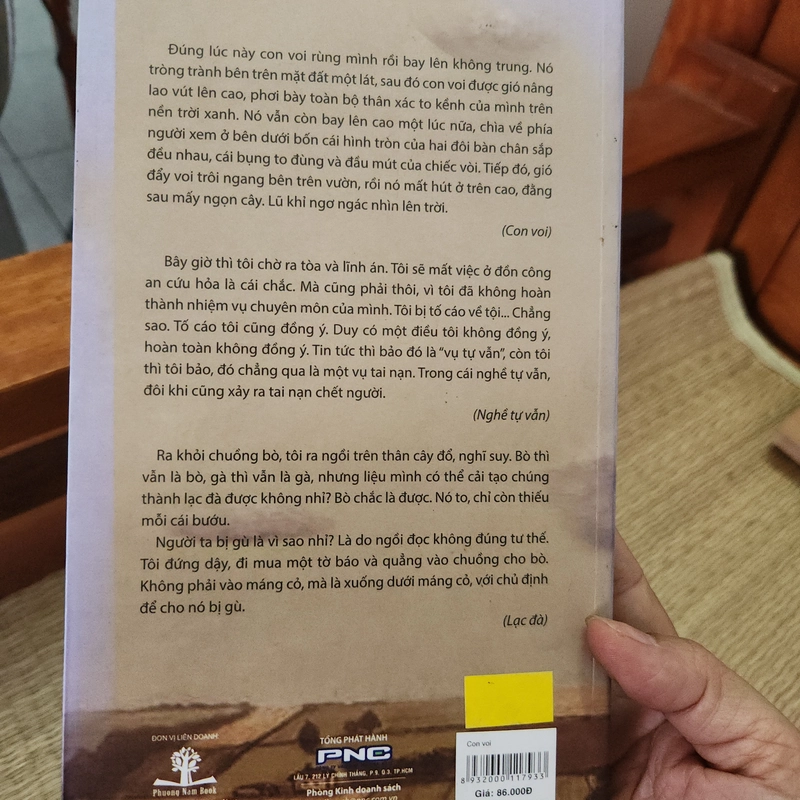 Đúng lúc này con voi rùng mình rồi bay lên không trung. Nó
tròng trành bên trên mặt đất một lát, sau đó con voi được gió nâng
lao vút lên cao, phơi bày toàn bộ thân xác to kềnh của mình trên
nền trời xanh. Nó vẫn còn bay lên cao một lúc nữa, chìa về phía
người xem ở bên dưới bốn cái hình tròn của hai đôi bàn chân sắp
đều nhau, cái bụng to đùng và đầu mút của chiếc vòi. Tiếp đó, gió
đẩy voi trôi ngang bên trên vườn, rồi nó mất hút ở trên cao, đằng
sau mấy ngọn cây. Lũ khỉ ngơ ngác nhìn lên trời.
(Con voi)
Bây giờ thì tôi chờ ra tòa và lĩnh án. Tôi sẽ mất việc ở đồn công
an cứu hỏa là cái chắc. Mà cũng phải thôi, vì tôi đã không hoàn
thành nhiệm vụ chuyên môn của mình. Tôi bị tố cáo về tội... Chẳng
sao. Tố cáo tôi cũng đồng ý. Duy có một điều tôi không đồng ý,
hoàn toàn không đồng ý. Tin tức thì bảo đó là "vụ tự vẫn", còn tôi
thì tôi bảo, đó chẳng qua là một vụ tai nạn. Trong cái nghề tự vẫn,
đôi khi cũng xảy ra tai nạn chết người.
(Nghề tự vẫn)
Ra khỏi chuồng bò, tôi ra ngồi trên thân cây đổ, nghĩ suy. Bò thì
vẫn là bò, gà thì vẫn là gà, nhưng liệu mình có thể cải tạo chúng
thành lạc đà được không nhỉ? Bò chắc là được. Nó to, chỉ còn thiếu
mỗi cái bướu.
Người ta bị gù là vì sao nhỉ? Là do ngồi đọc không đúng tư thế.
Tôi đứng dậy, đi mua một tờ báo và quẳng vào chuồng cho bò.
Không phải vào máng cỏ, mà là xuống dưới máng cỏ, với chủ định
để cho nó bị gù.
(Lạc đà)
ĐƠN VỊ LIÊN DOANH
Phuong Nam Book
TỔNG PHÁT HÀNH
PNC
LẦU 7, 217 LÝ CHÍNH THẮNG, P.9, Q.3, TP.HCM
Phòng Kinh doanh sách
Con voi
8932000117933
Giá: 86.000Đ